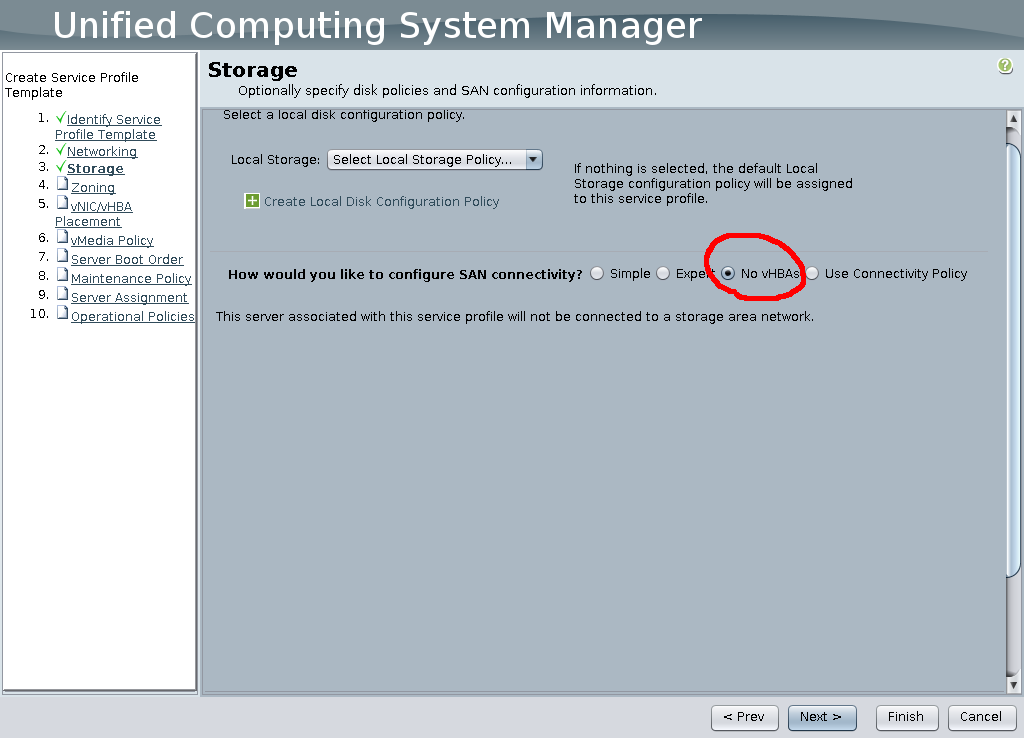 Unified Computing System Manager
Create Service Profile
Template
1. Identify Service
Profile Template
2. Networking
3. Storage
4. Zoning
5. vNIC/vHBA
Placement
6. vMedia Policy
7. Server Boot Order
8. Maintenance Policy
9. Server Assignment
10. Operational Policies
Storage
Optionally specify disk policies and SAN configuration information.
Select a local disk configuration policy.
Local Storage: Select Local Storage Policy...
Create Local Disk Configuration Policy
If nothing is selected, the default Local
Storage configuration policy will be assigned
to this service profile.
How would you like to configure SAN connectivity? Simple Expert No vHBAs Use Connectivity Policy
This server associated with this service profile will not be connected to a storage area network.
< Prev Next > Finish Cancel